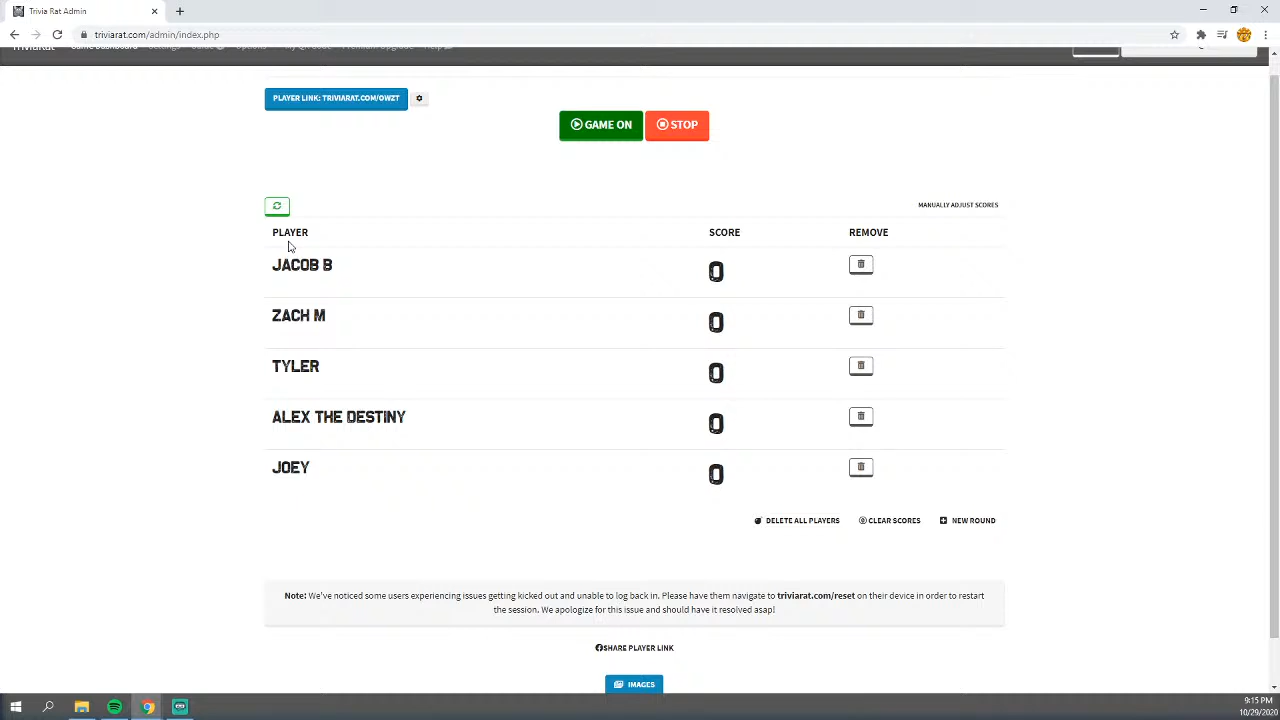 Trivia Rat Admin
triviarat.com/admin/index.php
PLAYER LINK: TRIVIARAT.COM/OWZT
GAME ON STOP
MANUALLY ADJUST SCORES
PLAYER SCORE REMOVE
JACOB B 0
ZACH M 0
TYLER 0
ALEX THE DESTINY 0
JOEY 0
DELETE ALL PLAYERS CLEAR SCORES NEW ROUND
Note: We've noticed some users experiencing issues getting kicked out and unable to log back in. Please have them navigate to triviarat.com/reset on their device in order to restart
the session. We apologize for this issue and should have it resolved asap!
SHARE PLAYER LINK
IMAGES
9:15 PM
10/29/2020